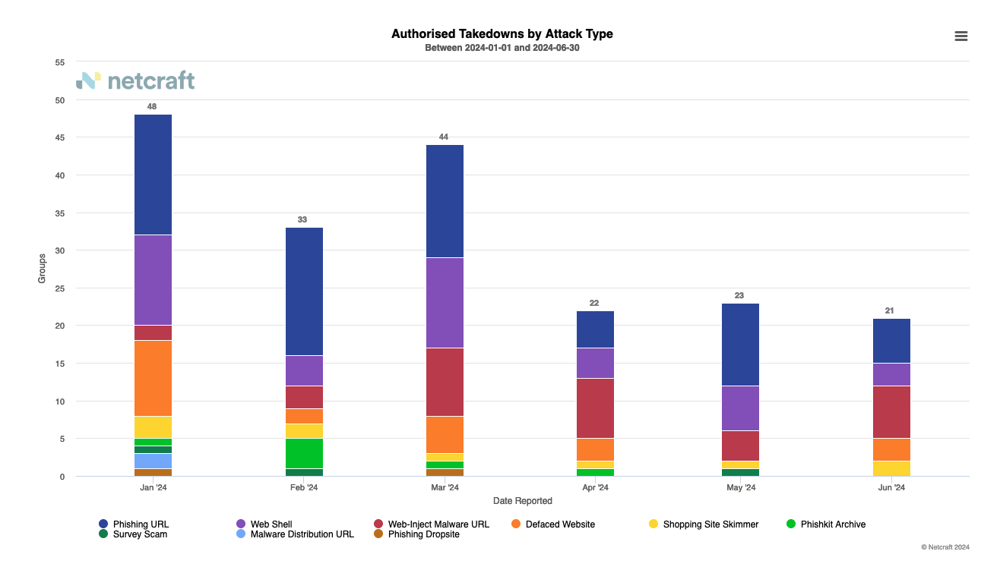 Authorised Takedowns by Attack Type
Between 2024-01-01 and 2024-06-30
netcraft
Groups
55
50
45
40
35
30
25
20
15
10
5
0
48
33
44
22
23
21
Jan '24
Feb '24
Mar '24
Apr '24
May '24
Jun '24
Date Reported
Phishing URL
Web Shell
Web-Inject Malware URL
Defaced Website
Shopping Site Skimmer
Phishkit Archive
Survey Scam
Malware Distribution URL
Phishing Dropsite
© Netcraft 2024